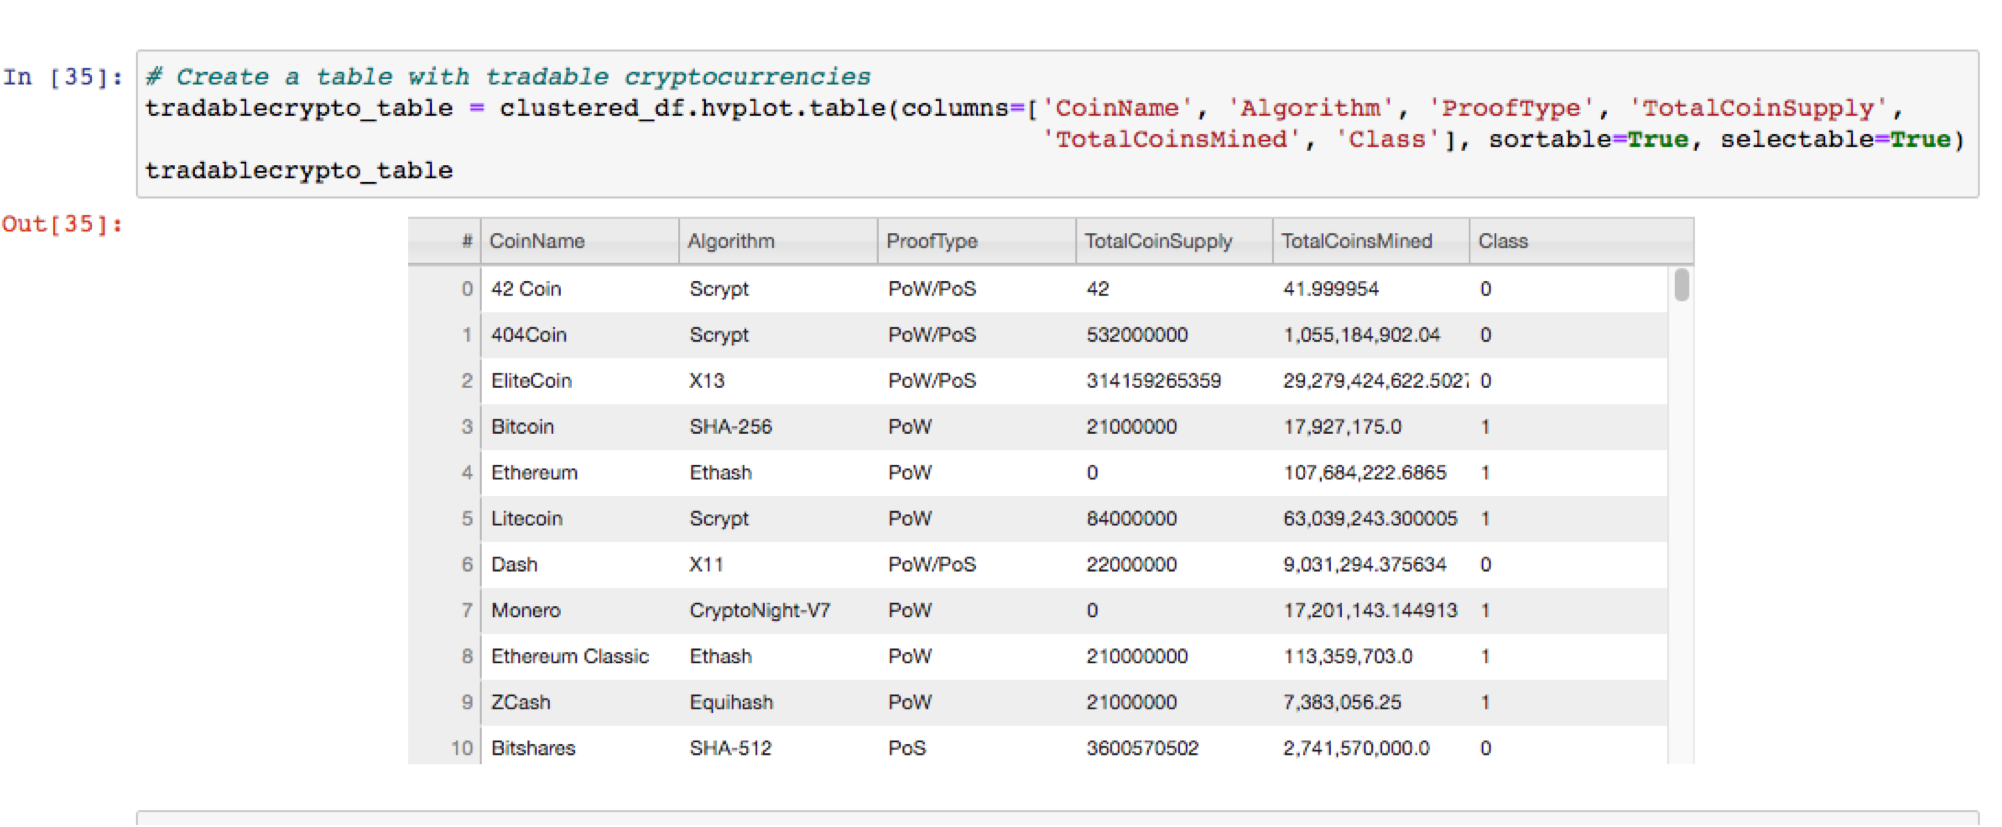 In [35]: # Create a table with tradable cryptocurrencies
tradablecrypto_table = clustered_df.hvplot.table(columns=['CoinName', 'Algorithm', 'ProofType', 'TotalCoinSupply',
'TotalCoinsMined', 'Class'], sortable=True, selectable=True)
tradablecrypto_table
Out[35]:
# CoinName Algorithm ProofType TotalCoinSupply TotalCoinsMined Class
0 42 Coin Scrypt PoW/PoS 42 41.999954 0
1 404Coin Scrypt PoW/PoS 532000000 1,055,184,902.04 0
2 EliteCoin X13 PoW/PoS 314159265359 29,279,424,622.5027 0
3 Bitcoin SHA-256 PoW 21000000 17,927,175.0 1
4 Ethereum Ethash PoW 0 107,684,222.6865 1
5 Litecoin Scrypt PoW 84000000 63,039,243.300005 1
6 Dash X11 PoW/PoS 22000000 9,031,294.375634 0
7 Monero CryptoNight-V7 PoW 0 17,201,143.144913 1
8 Ethereum Classic Ethash PoW 210000000 113,359,703.0 1
9 ZCash Equihash PoW 21000000 7,383,056.25 1
10 Bitshares SHA-512 PoS 3600570502 2,741,570,000.0 0